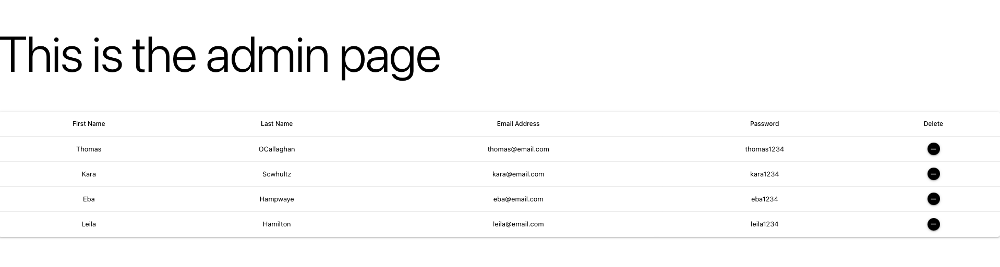 This is the admin page
First Name Last Name Email Address Password Delete
Thomas OCallaghan thomas@email.com thomas1234
Kara Scwhultz kara@email.com kara1234
Eba Hampwaye eba@email.com eba1234
Leila Hamilton leila@email.com leila1234